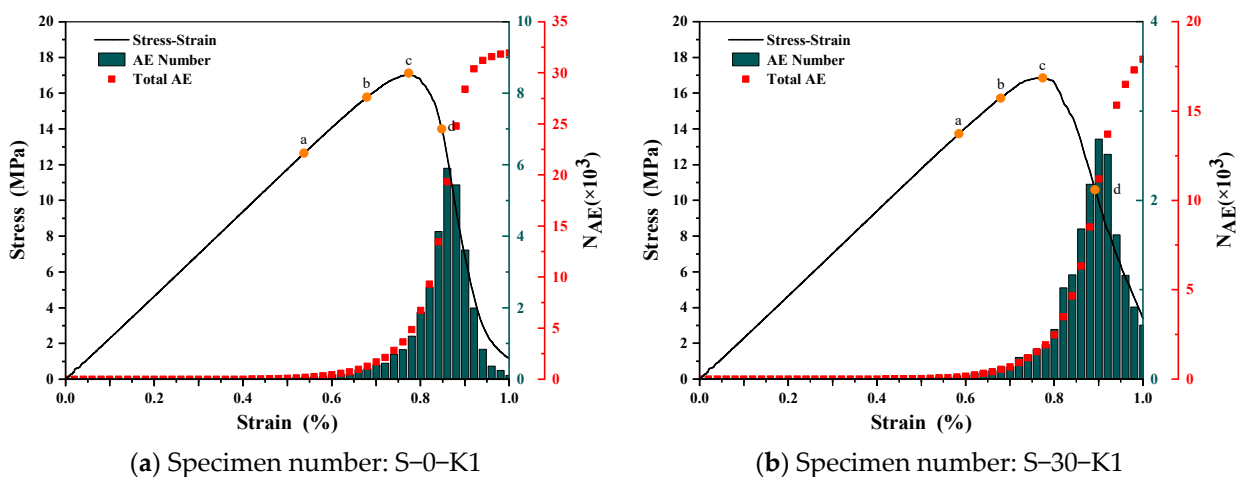 20
18
16
14
12
10
8
6
4
2
0
Stress (MPa)
0.0
0.2
0.4
0.6
0.8
1.0
Strain (%)
Stress-Strain
AE Number
Total AE
a
b
c
d
10
8
6
4
2
0
35
30
25
20
15
10
5
0
N_AE(×10³)
(a) Specimen number: S−0−K1
20
18
16
14
12
10
8
6
4
2
0
Stress (MPa)
0.0
0.2
0.4
0.6
0.8
1.0
Strain (%)
Stress-Strain
AE Number
Total AE
a
b
c
d
4
2
0
20
15
10
5
0
N_AE(×10³)
(b) Specimen number: S−30−K1